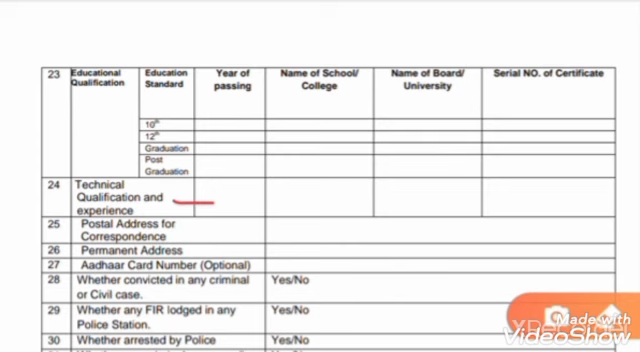 23 Educational Qualification Education Standard Year of passing Name of School/ College Name of Board/ University Serial NO. of Certificate
10th
12th
Graduation
Post Graduation
24 Technical Qualification and experience
25 Postal Address for Correspondence
26 Permanent Address
27 Aadhaar Card Number (Optional)
28 Whether convicted in any criminal or Civil case. Yes/No
29 Whether any FIR lodged in any Police Station. Yes/No
30 Whether arrested by Police Yes/No
Made with
VideoShow